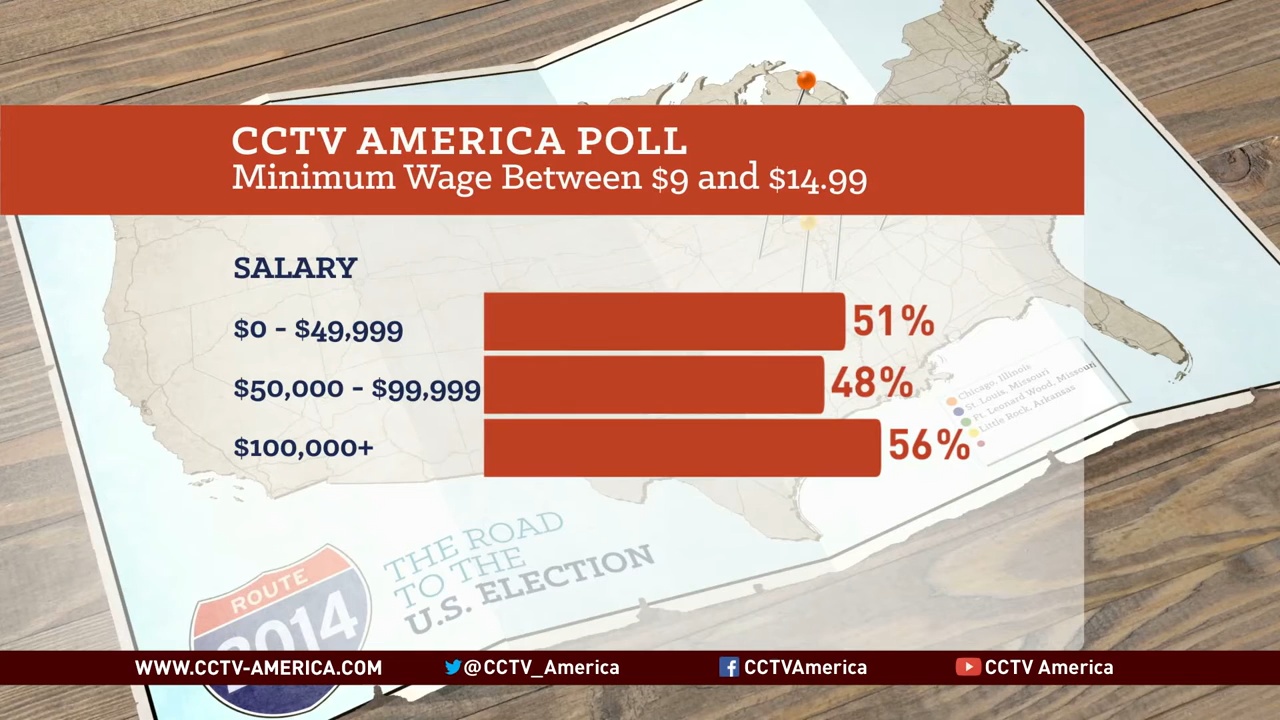 CCTV AMERICA POLL
Minimum Wage Between $9 and $14.99
SALARY
$0 - $49,999 51%
$50,000 - $99,999 48%
$100,000+ 56%
Chicago, Illinois
St. Louis, Missouri
Ft. Leonard Wood, Missouri
Little Rock, Arkansas
ROUTE
2014
THE ROAD
TO THE
U.S. ELECTION
WWW.CCTV-AMERICA.COM @CCTV_America CCTVAmerica CCTV America